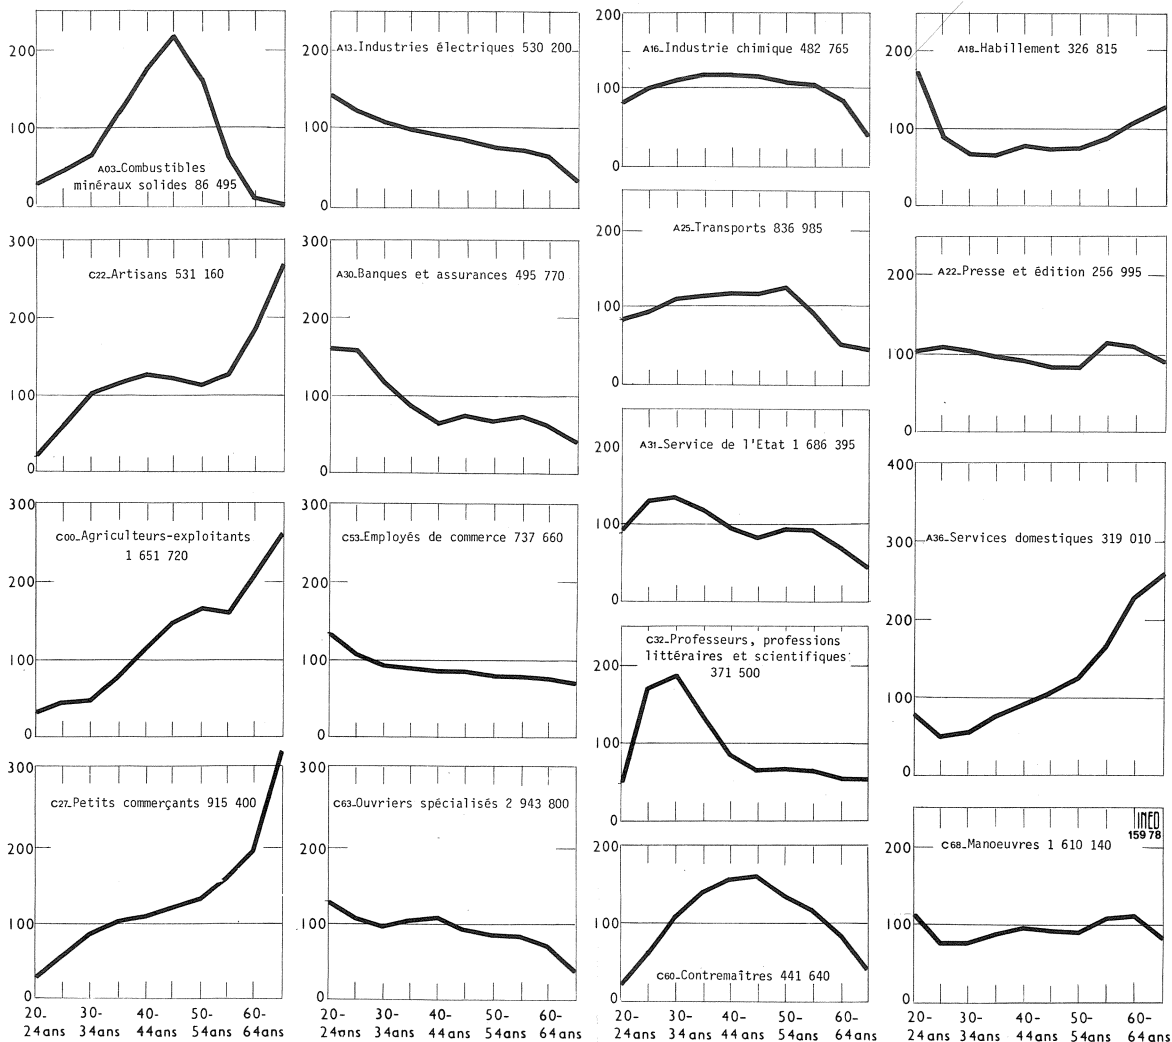 200
100
0
A03_Combustibles
minéraux solides 86 495
300
200
100
0
C22_Artisans 531 160
300
200
100
0
C00_Agriculteurs-exploitants
1 651 720
300
200
100
0
C27_Petits commerçants 915 400
20-
24ans
30-
34ans
40-
44ans
50-
54ans
60-
64ans
200
100
0
A13_Industries électriques 530 200
300
200
100
0
A30_Banques et assurances 495 770
300
200
100
0
C53_Employés de commerce 737 660
300
200
100
0
C63_Ouvriers spécialisés 2 943 800
20-
24ans
30-
34ans
40-
44ans
50-
54ans
60-
64ans
200
100
0
A16_Industrie chimique 482 765
200
100
0
A25_Transports 836 985
200
100
0
A31_Service de l'Etat 1 686 395
200
100
0
C32_Professeurs, professions
littéraires et scientifiques
371 500
200
100
0
C60_Contremaîtres 441 640
20-
24ans
30-
34ans
40-
44ans
50-
54ans
60-
64ans
200
100
0
A18_Habillement 326 815
200
100
0
A22_Presse et édition 256 995
400
300
200
100
0
A36_Services domestiques 319 010
INED
159 78
200
100
0
C68_Manoeuvres 1 610 140
20-
24ans
30-
34ans
40-
44ans
50-
54ans
60-
64ans